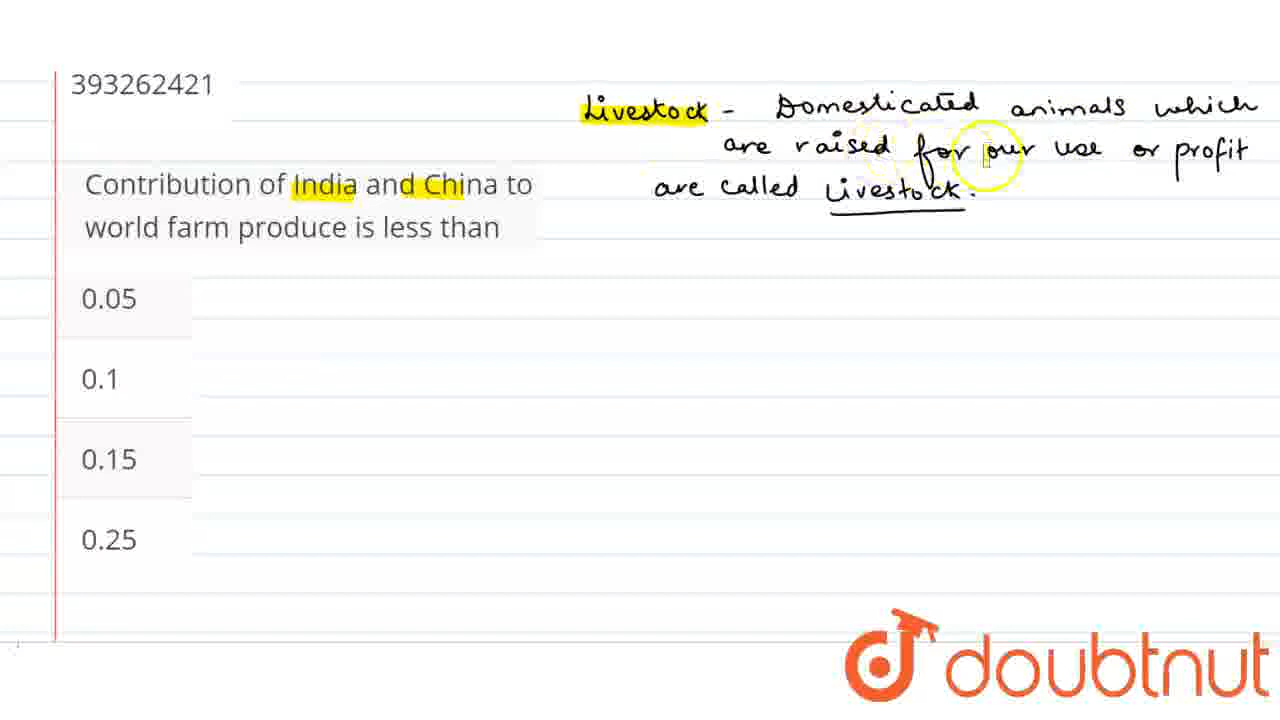 393262421
Livestock - Domesticated animals which
are raised for our use or profit
are called Livestock.
Contribution of India and China to
world farm produce is less than
0.05
0.1
0.15
0.25
doubtnut